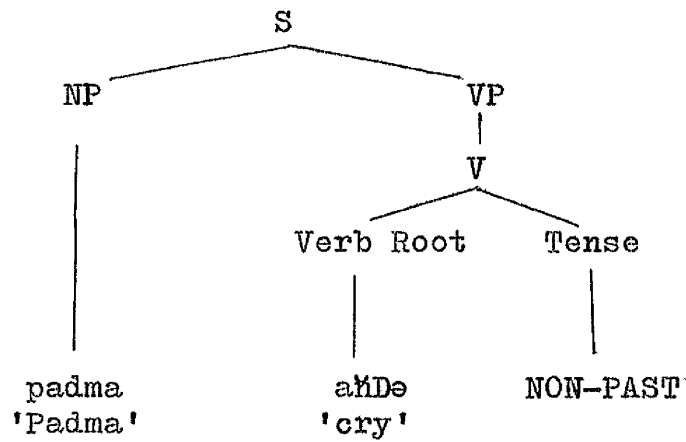 S
NP VP
V
Verb Root Tense
padma aňDə NON-PAST
'Padma' 'cry'